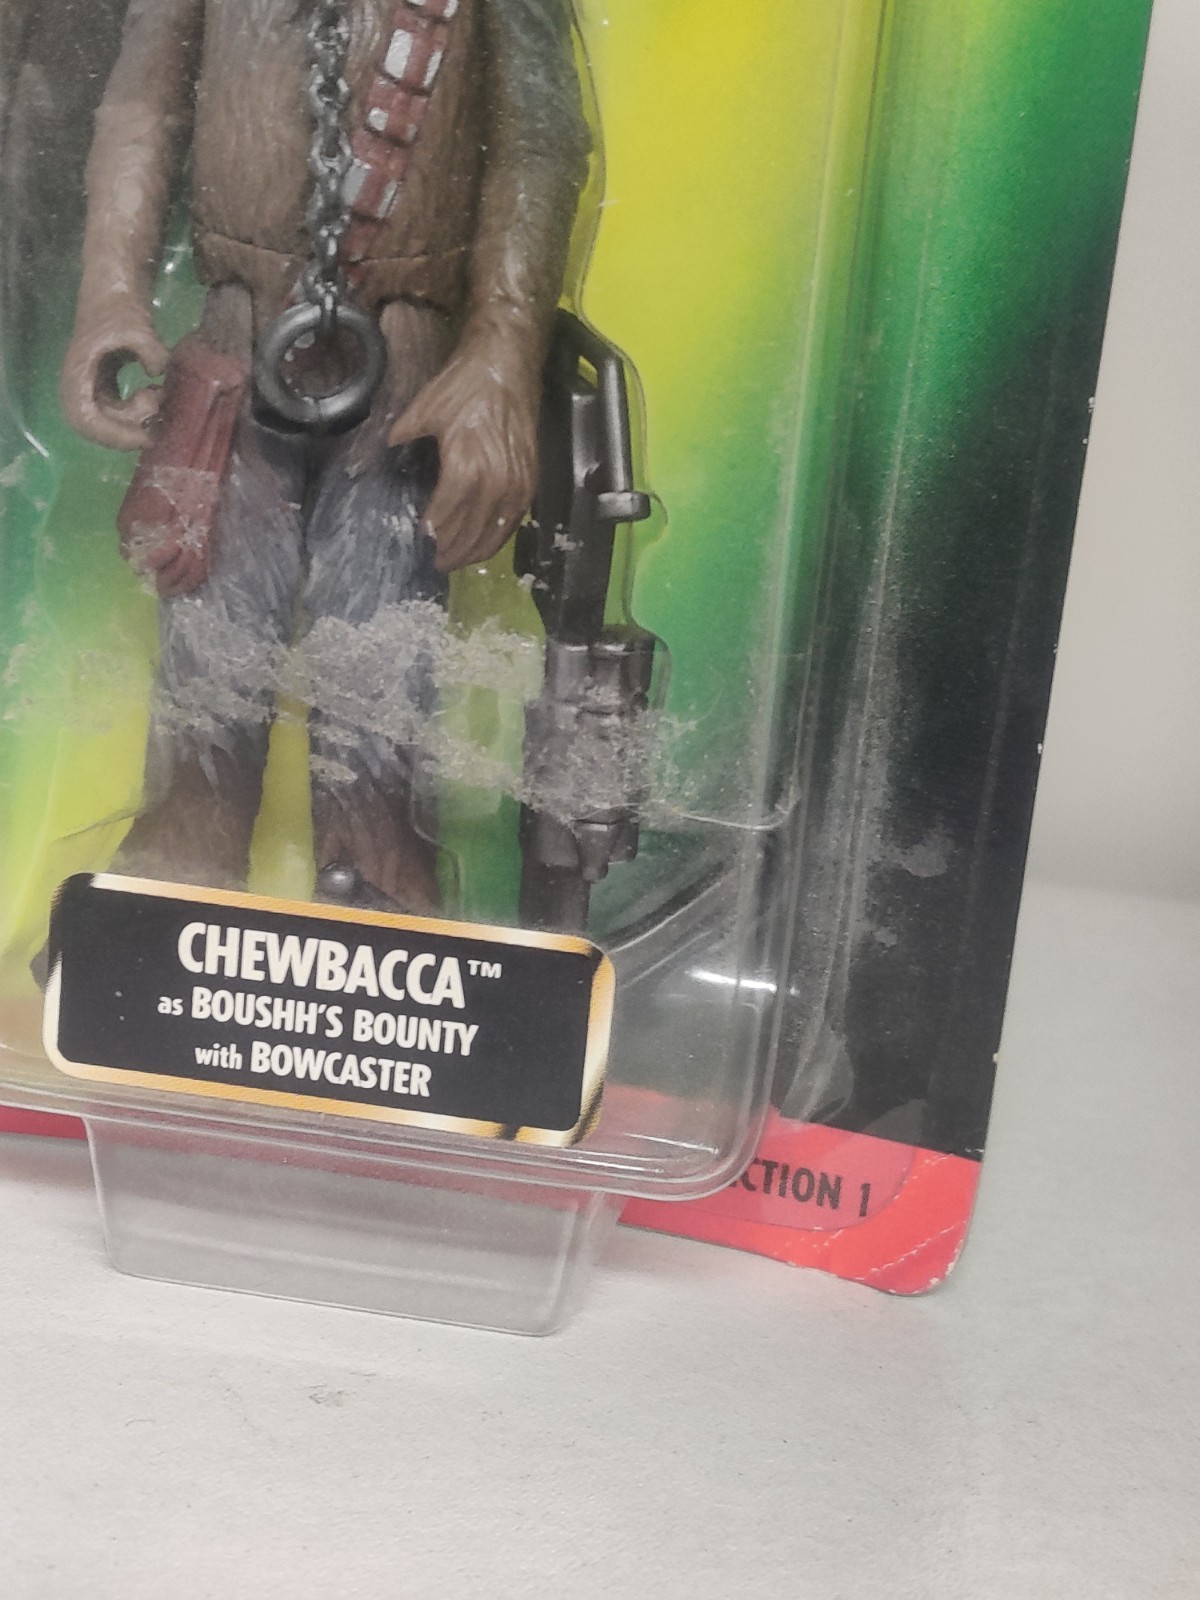 CHEWBACCA™
as BOUSHH'S BOUNTY
with BOWCASTER
CTION 1